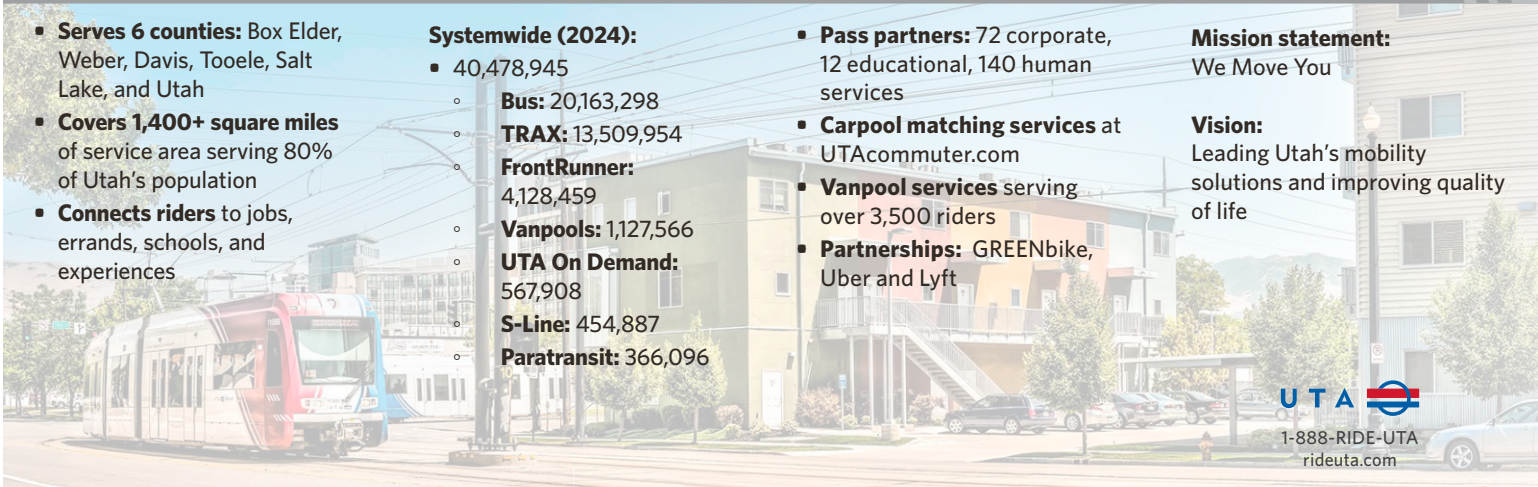 • Serves 6 counties: Box Elder,
Weber, Davis, Tooele, Salt
Lake, and Utah
• Covers 1,400+ square miles
of service area serving 80%
of Utah's population
• Connects riders to jobs,
errands, schools, and
experiences
Systemwide (2024):
• 40,478,945
◦ Bus: 20,163,298
◦ TRAX: 13,509,954
◦ FrontRunner:
4,128,459
◦ Vanpools: 1,127,566
◦ UTA On Demand:
567,908
◦ S-Line: 454,887
◦ Paratransit: 366,096
• Pass partners: 72 corporate,
12 educational, 140 human
services
• Carpool matching services at
UTAcommuter.com
• Vanpool services serving
over 3,500 riders
• Partnerships: GREENbike,
Uber and Lyft
Mission statement:
We Move You
Vision:
Leading Utah's mobility
solutions and improving quality
of life
UTA
1-888-RIDE-UTA
rideuta.com